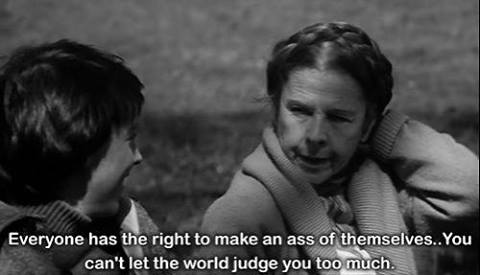 Everyone has the right to make an ass of themselves..You
can't let the world judge you too much.